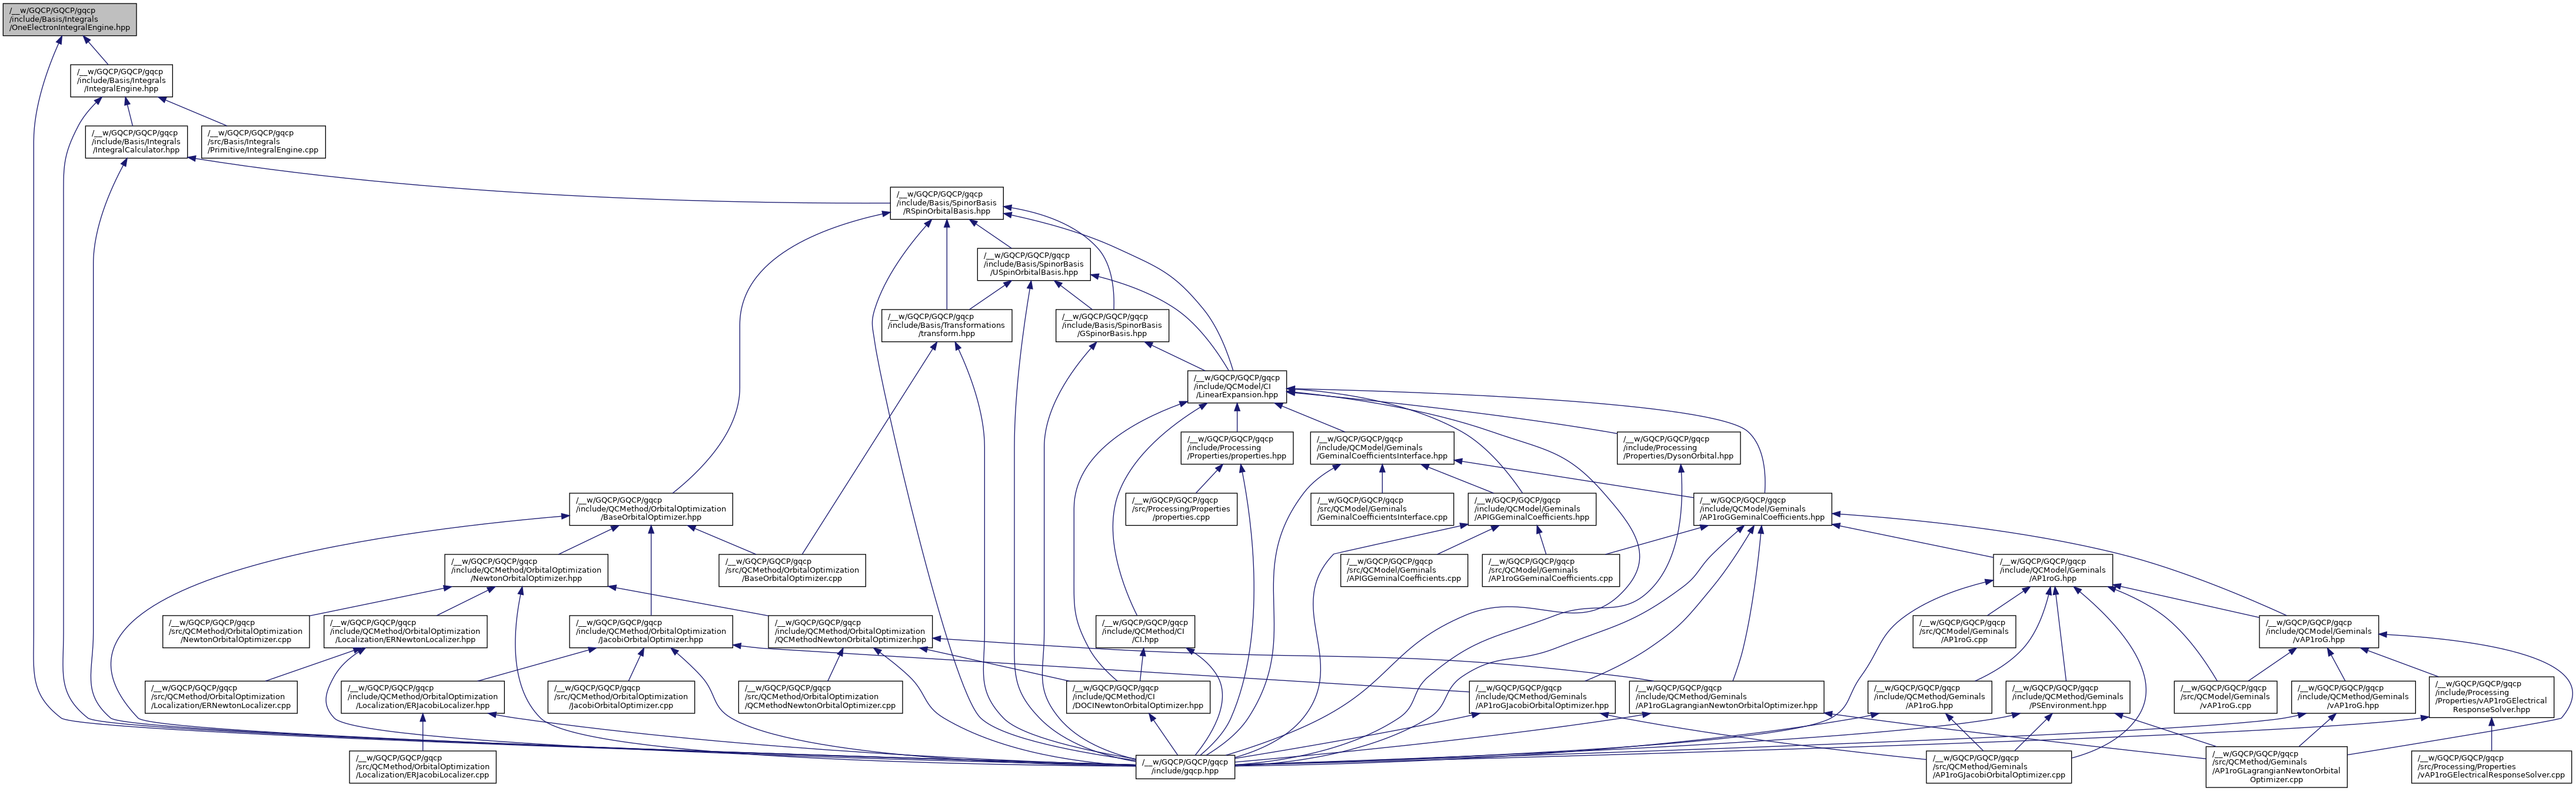 /__w/GQCP/GQCP/gqcp
/include/Basis/Integrals
/OneElectronIntegralEngine.hpp
/__w/GQCP/GQCP/gqcp
/include/Basis/Integrals
/IntegralEngine.hpp
/__w/GQCP/GQCP/gqcp
/include/Basis/Integrals
/IntegralCalculator.hpp
/__w/GQCP/GQCP/gqcp
/src/Basis/Integrals
/Primitive/IntegralEngine.cpp
/__w/GQCP/GQCP/gqcp
/include/Basis/SpinorBasis
/RSpinOrbitalBasis.hpp
/__w/GQCP/GQCP/gqcp
/include/Basis/SpinorBasis
/USpinOrbitalBasis.hpp
/__w/GQCP/GQCP/gqcp
/include/Basis/Transformations
/transform.hpp
/__w/GQCP/GQCP/gqcp
/include/Basis/SpinorBasis
/GSpinorBasis.hpp
/__w/GQCP/GQCP/gqcp
/include/QCModel/CI
/LinearExpansion.hpp
/__w/GQCP/GQCP/gqcp
/include/Processing
/Properties/properties.hpp
/__w/GQCP/GQCP/gqcp
/include/QCModel/Geminals
/GeminalCoefficientsInterface.hpp
/__w/GQCP/GQCP/gqcp
/include/Processing
/Properties/DysonOrbital.hpp
/__w/GQCP/GQCP/gqcp
/include/QCMethod/OrbitalOptimization
/BaseOrbitalOptimizer.hpp
/__w/GQCP/GQCP/gqcp
/src/Processing/Properties
/properties.cpp
/__w/GQCP/GQCP/gqcp
/src/QCModel/Geminals
/GeminalCoefficientsInterface.cpp
/__w/GQCP/GQCP/gqcp
/include/QCModel/Geminals
/APIGGeminalCoefficients.hpp
/__w/GQCP/GQCP/gqcp
/include/QCModel/Geminals
/AP1roGGeminalCoefficients.hpp
/__w/GQCP/GQCP/gqcp
/include/QCMethod/OrbitalOptimization
/NewtonOrbitalOptimizer.hpp
/__w/GQCP/GQCP/gqcp
/src/QCMethod/OrbitalOptimization
/BaseOrbitalOptimizer.cpp
/__w/GQCP/GQCP/gqcp
/src/QCModel/Geminals
/APIGGeminalCoefficients.cpp
/__w/GQCP/GQCP/gqcp
/src/QCModel/Geminals
/AP1roGGeminalCoefficients.cpp
/__w/GQCP/GQCP/gqcp
/include/QCModel/Geminals
/AP1roG.hpp
/__w/GQCP/GQCP/gqcp
/src/QCMethod/OrbitalOptimization
/NewtonOrbitalOptimizer.cpp
/__w/GQCP/GQCP/gqcp
/include/QCMethod/OrbitalOptimization
/Localization/ERNewtonLocalizer.hpp
/__w/GQCP/GQCP/gqcp
/include/QCMethod/OrbitalOptimization
/JacobiOrbitalOptimizer.hpp
/__w/GQCP/GQCP/gqcp
/include/QCMethod/OrbitalOptimization
/QCMethodNewtonOrbitalOptimizer.hpp
/__w/GQCP/GQCP/gqcp
/include/QCMethod/CI
/CI.hpp
/__w/GQCP/GQCP/gqcp
/src/QCModel/Geminals
/AP1roG.cpp
/__w/GQCP/GQCP/gqcp
/include/QCModel/Geminals
/vAP1roG.hpp
/__w/GQCP/GQCP/gqcp
/src/QCMethod/OrbitalOptimization
/Localization/ERNewtonLocalizer.cpp
/__w/GQCP/GQCP/gqcp
/include/QCMethod/OrbitalOptimization
/Localization/ERJacobiLocalizer.hpp
/__w/GQCP/GQCP/gqcp
/src/QCMethod/OrbitalOptimization
/JacobiOrbitalOptimizer.cpp
/__w/GQCP/GQCP/gqcp
/src/QCMethod/OrbitalOptimization
/QCMethodNewtonOrbitalOptimizer.cpp
/__w/GQCP/GQCP/gqcp
/include/QCMethod/CI
/DOCINewtonOrbitalOptimizer.hpp
/__w/GQCP/GQCP/gqcp
/include/QCMethod/Geminals
/AP1roGJacobiOrbitalOptimizer.hpp
/__w/GQCP/GQCP/gqcp
/include/QCMethod/Geminals
/AP1roGLagrangianNewtonOrbitalOptimizer.hpp
/__w/GQCP/GQCP/gqcp
/include/QCMethod/Geminals
/AP1roG.hpp
/__w/GQCP/GQCP/gqcp
/include/QCMethod/Geminals
/PSEnvironment.hpp
/__w/GQCP/GQCP/gqcp
/src/QCModel/Geminals
/vAP1roG.cpp
/__w/GQCP/GQCP/gqcp
/include/QCMethod/Geminals
/vAP1roG.hpp
/__w/GQCP/GQCP/gqcp
/include/Processing
/Properties/vAP1roGElectrical
ResponseSolver.hpp
/__w/GQCP/GQCP/gqcp
/src/QCMethod/OrbitalOptimization
/Localization/ERJacobiLocalizer.cpp
/__w/GQCP/GQCP/gqcp
/include/gqcp.hpp
/__w/GQCP/GQCP/gqcp
/src/QCMethod/Geminals
/AP1roGJacobiOrbitalOptimizer.cpp
/__w/GQCP/GQCP/gqcp
/src/QCMethod/Geminals
/AP1roGLagrangianNewtonOrbital
Optimizer.cpp
/__w/GQCP/GQCP/gqcp
/src/Processing/Properties
/vAP1roGElectricalResponseSolver.cpp